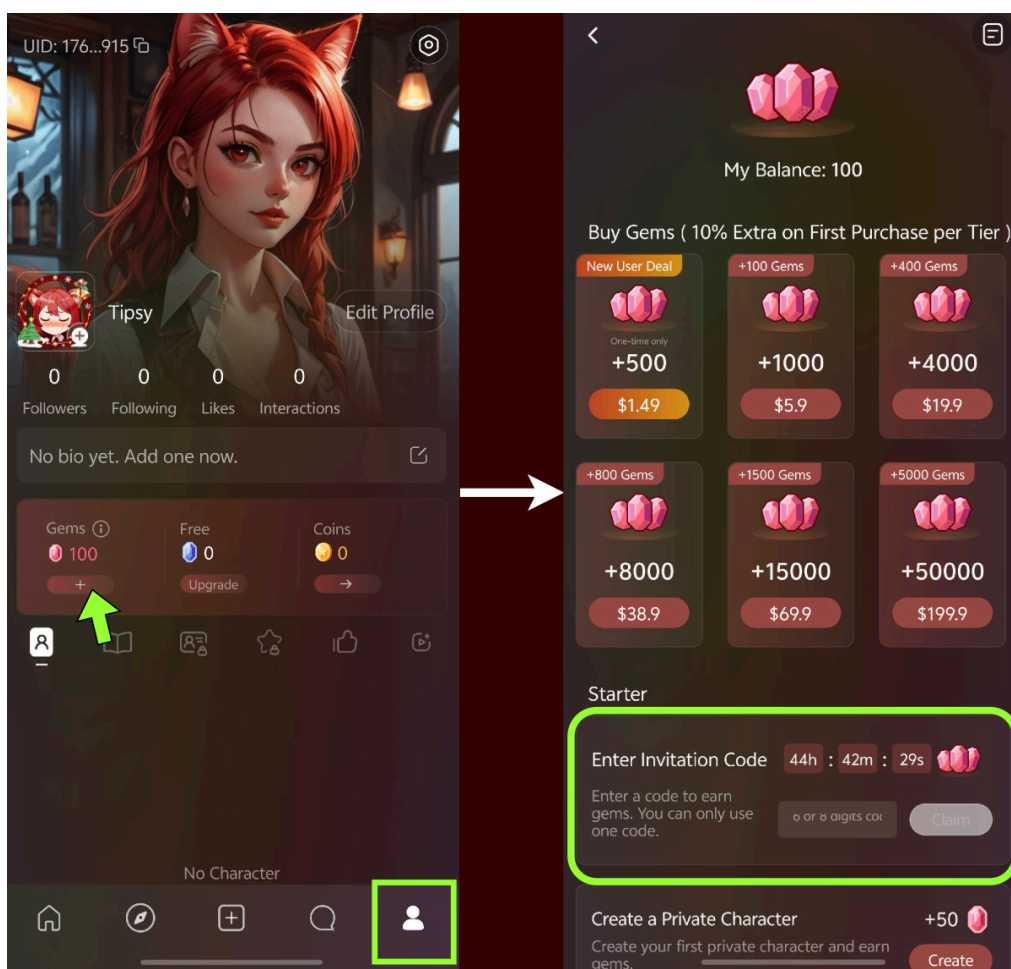 UID: 176...915
Tipsy
Edit Profile
0 0 0 0
Followers Following Likes Interactions
No bio yet. Add one now.
Gems Free Coins
100 0 0
+ Upgrade →
No Character
My Balance: 100
Buy Gems ( 10% Extra on First Purchase per Tier )
New User Deal +100 Gems +400 Gems
One-time only
+500 +1000 +4000
$1.49 $5.9 $19.9
+800 Gems +1500 Gems +5000 Gems
+8000 +15000 +50000
$38.9 $69.9 $199.9
Starter
Enter Invitation Code 44h : 42m : 29s
Enter a code to earn
gems. You can only use
one code.
6 or 8 digits co
Claim
Create a Private Character +50
Create your first private character and earn
gems.
Create